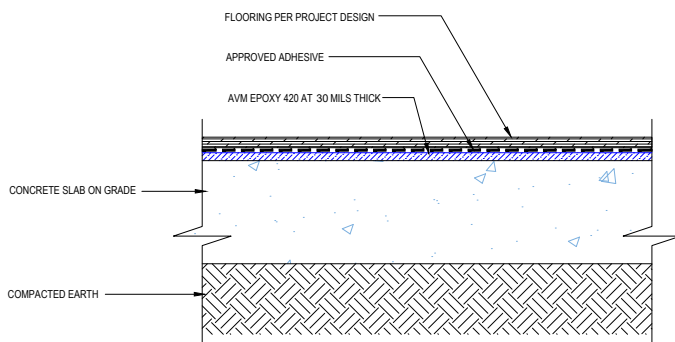 FLOORING PER PROJECT DESIGN
APPROVED ADHESIVE
AVM EPOXY 420 AT 30 MILS THICK
CONCRETE SLAB ON GRADE
COMPACTED EARTH